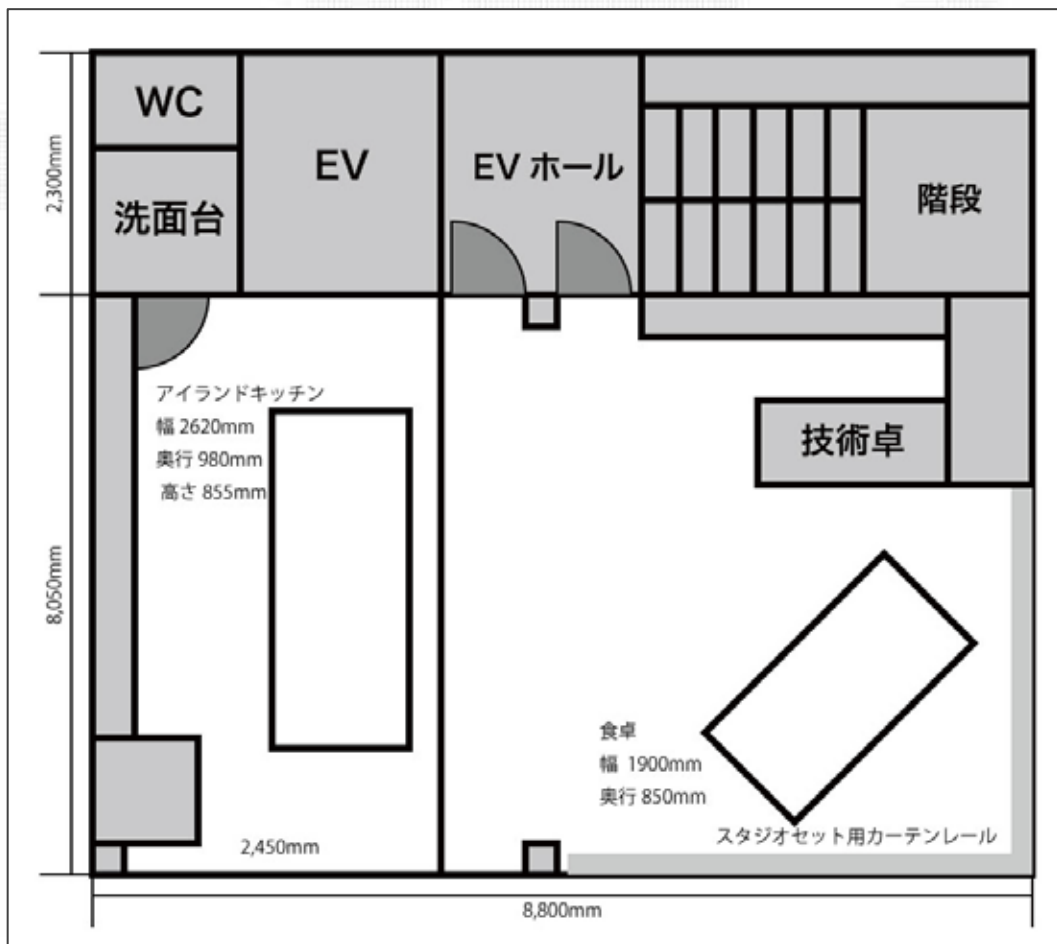 WC
EV
EV ホール
階段
洗面台
2,300mm
アイランドキッチン
幅 2620mm
奥行 980mm
高さ 855mm
技術卓
8,050mm
食卓
幅 1900mm
奥行 850mm
スタジオセット用カーテンレール
2,450mm
8,800mm